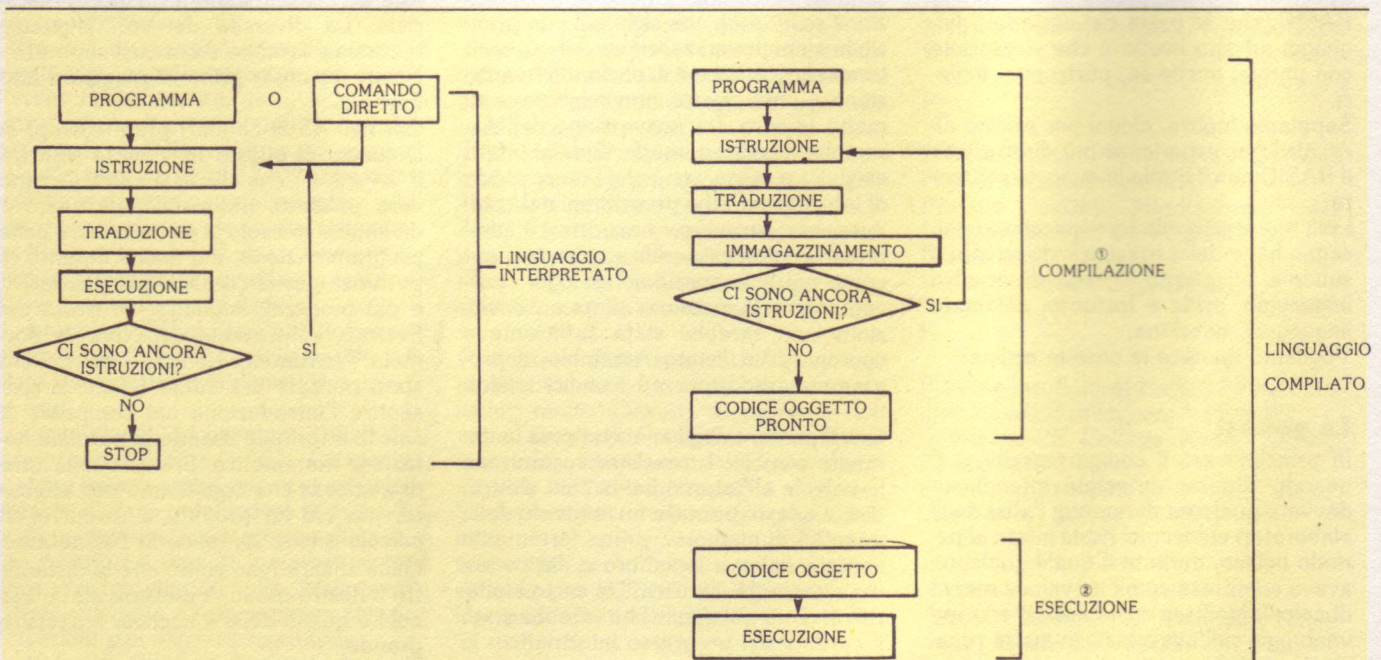 PROGRAMMA
O
COMANDO
DIRETTO
ISTRUZIONE
TRADUZIONE
ESECUZIONE
CI SONO ANCORA
ISTRUZIONI?
SI
NO
STOP
LINGUAGGIO
INTERPRETATO
PROGRAMMA
ISTRUZIONE
TRADUZIONE
IMMAGAZZINAMENTO
CI SONO ANCORA
ISTRUZIONI?
SI
NO
CODICE OGGETTO
PRONTO
①
COMPILAZIONE
CODICE OGGETTO
ESECUZIONE
②
ESECUZIONE
LINGUAGGIO
COMPILATO